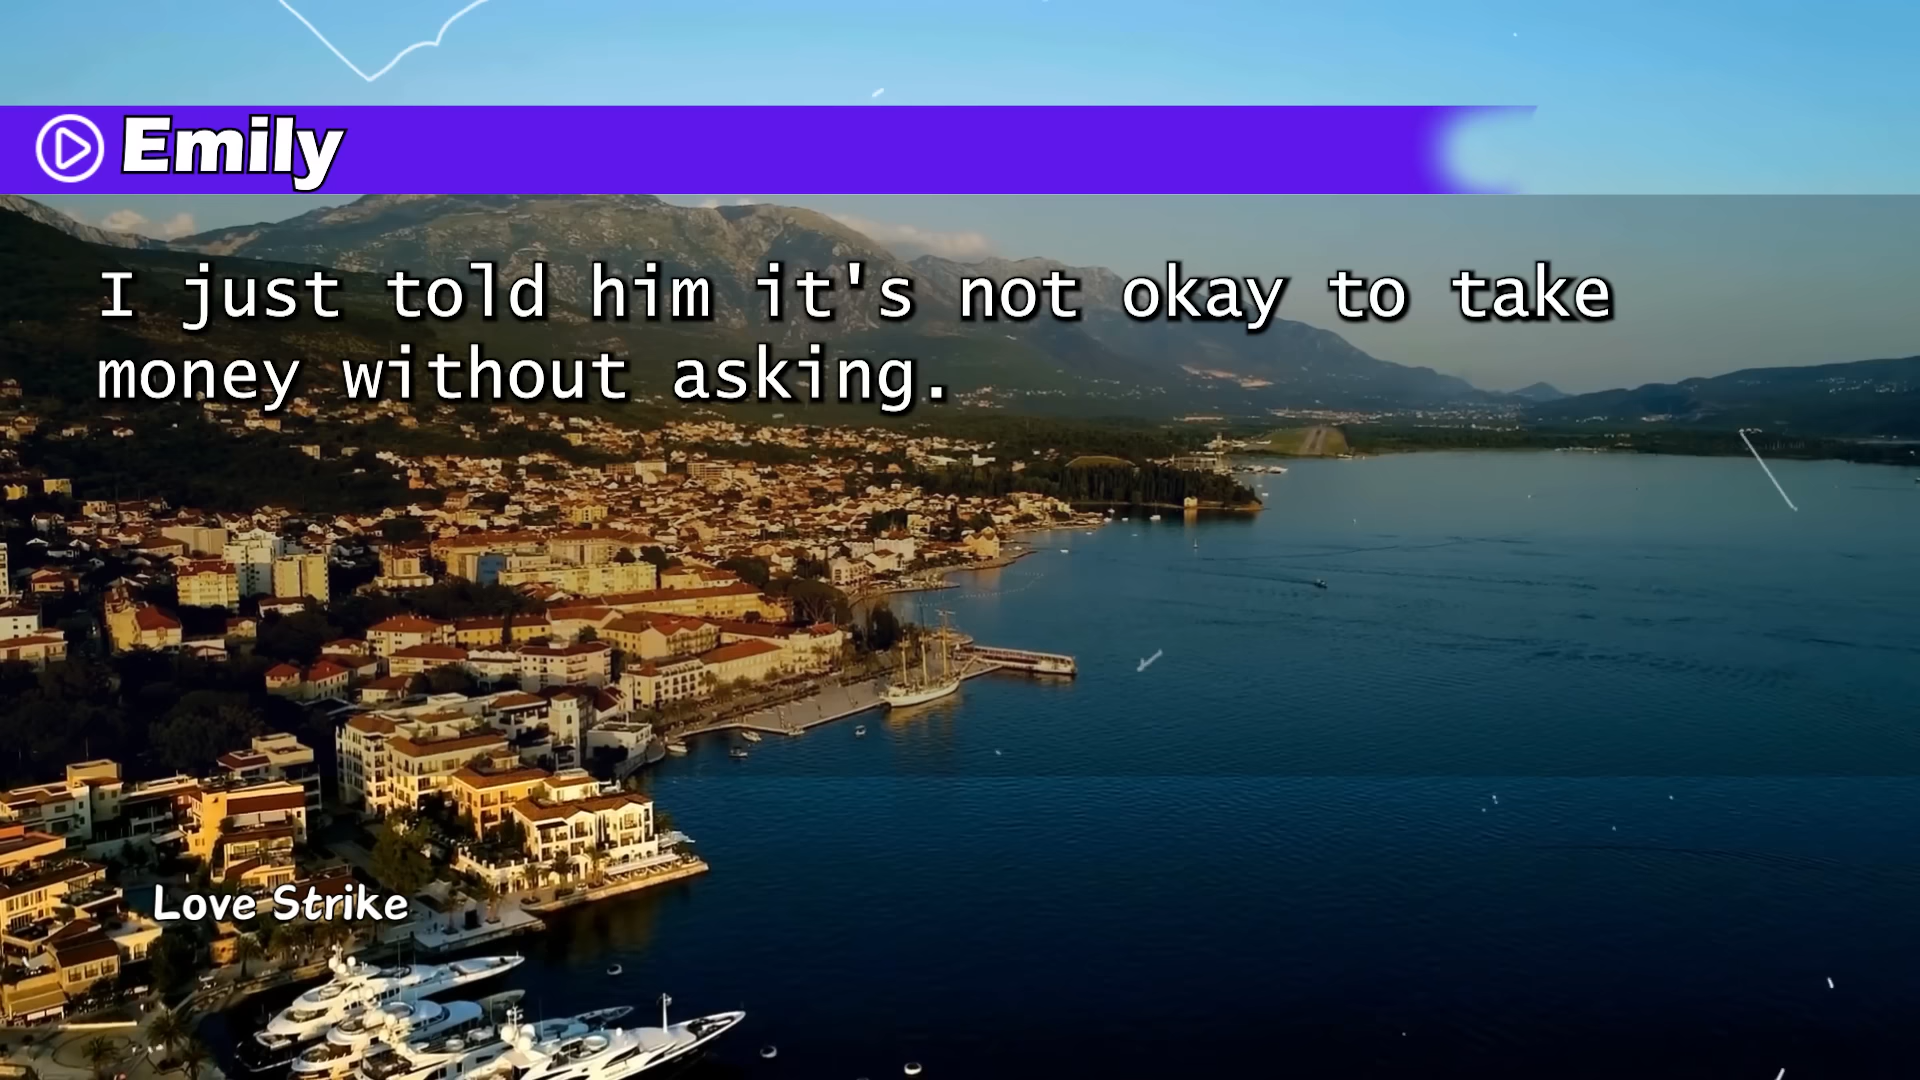 Emily
I just told him it's not okay to take
money without asking.
Love Strike